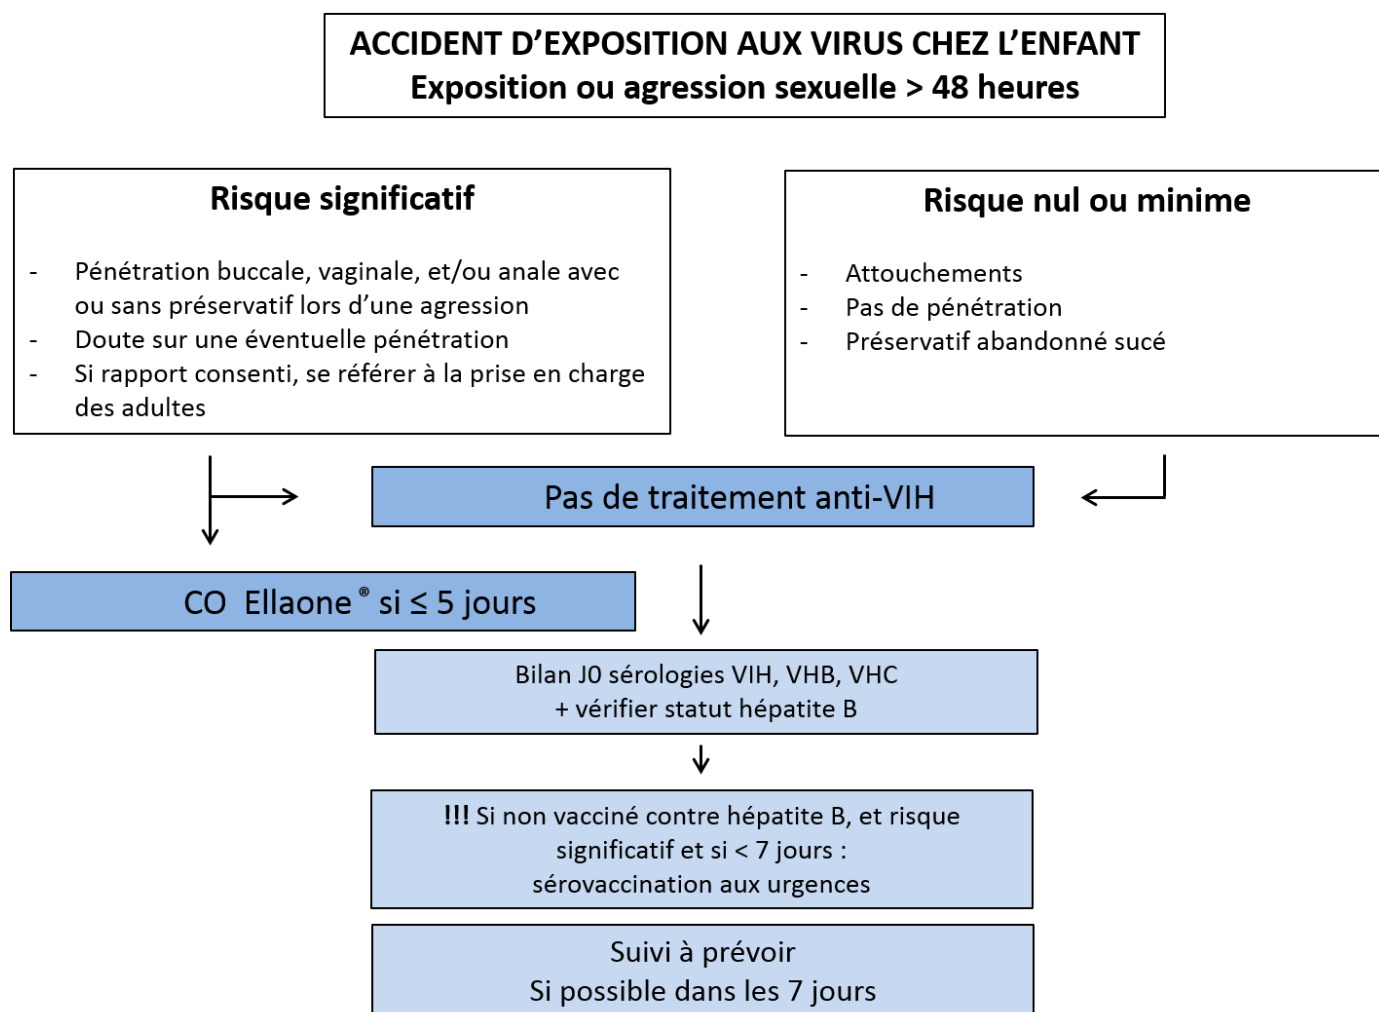 ACCIDENT D’EXPOSITION AUX VIRUS CHEZ L’ENFANT
Exposition ou agression sexuelle > 48 heures
Risque significatif
- Pénétration buccale, vaginale, et/ou anale avec
ou sans préservatif lors d’une agression
- Doute sur une éventuelle pénétration
- Si rapport consenti, se référer à la prise en charge
des adultes
Risque nul ou minime
- Attouchements
- Pas de pénétration
- Préservatif abandonné sucé
Pas de traitement anti-VIH
CO Ellaone® si ≤ 5 jours
Bilan J0 sérologies VIH, VHB, VHC
+ vérifier statut hépatite B
!!! Si non vacciné contre hépatite B, et risque
significatif et si < 7 jours :
sérovaccination aux urgences
Suivi à prévoir
Si possible dans les 7 jours